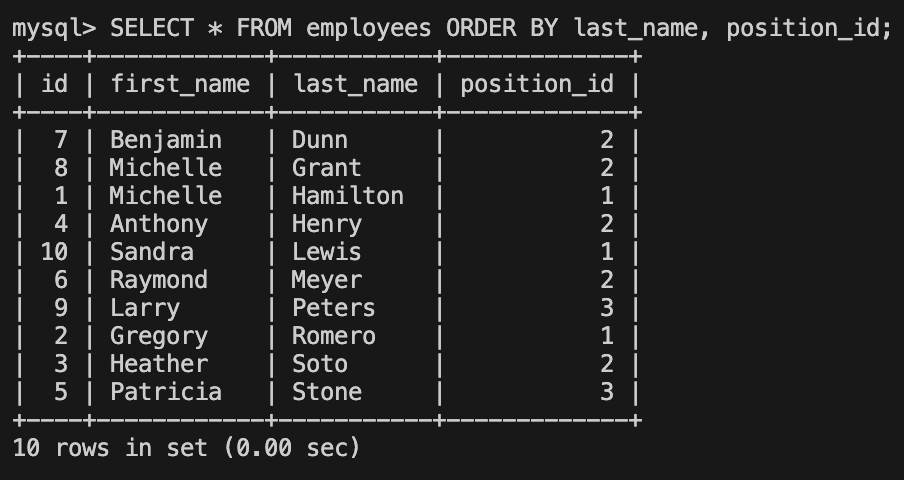 mysql> SELECT * FROM employees ORDER BY last_name, position_id;
+----+------------+-----------+-------------+
| id | first_name | last_name | position_id |
+----+------------+-----------+-------------+
|  7 | Benjamin   | Dunn      |           2 |
|  8 | Michelle   | Grant     |           2 |
|  1 | Michelle   | Hamilton  |           1 |
|  4 | Anthony    | Henry     |           2 |
| 10 | Sandra     | Lewis     |           1 |
|  6 | Raymond    | Meyer     |           2 |
|  9 | Larry      | Peters    |           3 |
|  2 | Gregory    | Romero    |           1 |
|  3 | Heather    | Soto      |           2 |
|  5 | Patricia   | Stone     |           3 |
+----+------------+-----------+-------------+
10 rows in set (0.00 sec)